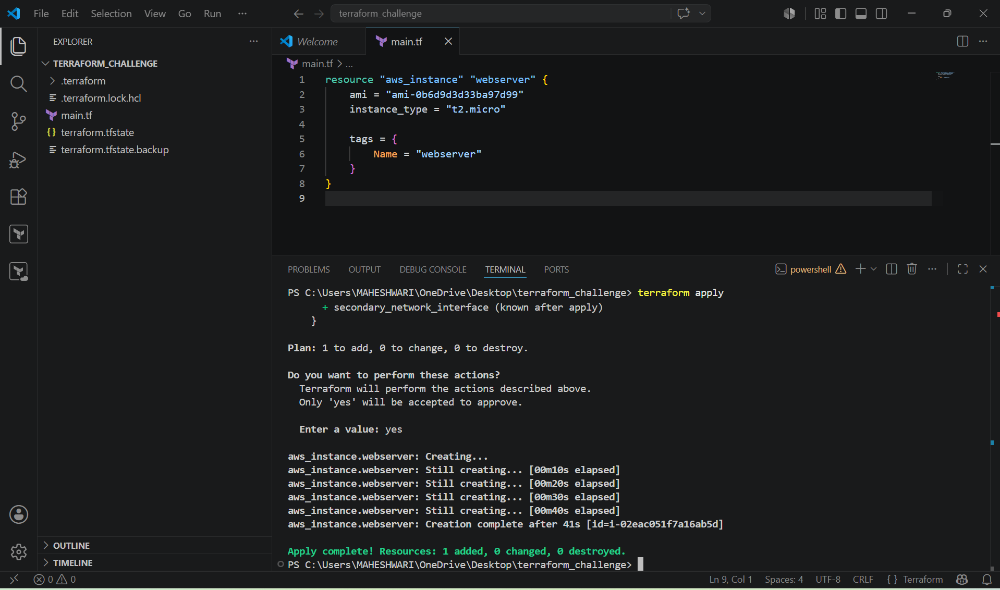 File Edit Selection View Go Run ··· terraform_challenge
EXPLORER ···
TERRAFORM_CHALLENGE
.terraform
.terraform.lock.hcl
main.tf
{} terraform.tfstate
terraform.tfstate.backup
OUTLINE
TIMELINE
Welcome main.tf
main.tf > ...
1 resource "aws_instance" "webserver" {
2 ami = "ami-0b6d9d3d33ba97d99"
3 instance_type = "t2.micro"
4
5 tags = {
6 Name = "webserver"
7 }
8 }
9
PROBLEMS OUTPUT DEBUG CONSOLE TERMINAL PORTS powershell
PS C:\Users\MAHESHWARI\OneDrive\Desktop\terraform_challenge> terraform apply
+ secondary_network_interface (known after apply)
}
Plan: 1 to add, 0 to change, 0 to destroy.
Do you want to perform these actions?
Terraform will perform the actions described above.
Only 'yes' will be accepted to approve.
Enter a value: yes
aws_instance.webserver: Creating...
aws_instance.webserver: Still creating... [00m10s elapsed]
aws_instance.webserver: Still creating... [00m20s elapsed]
aws_instance.webserver: Still creating... [00m30s elapsed]
aws_instance.webserver: Still creating... [00m40s elapsed]
aws_instance.webserver: Creation complete after 41s [id=i-02eac051f7a16ab5d]
Apply complete! Resources: 1 added, 0 changed, 0 destroyed.
PS C:\Users\MAHESHWARI\OneDrive\Desktop\terraform_challenge>
0 0 Ln 9, Col 1 Spaces: 4 UTF-8 CRLF {} Terraform